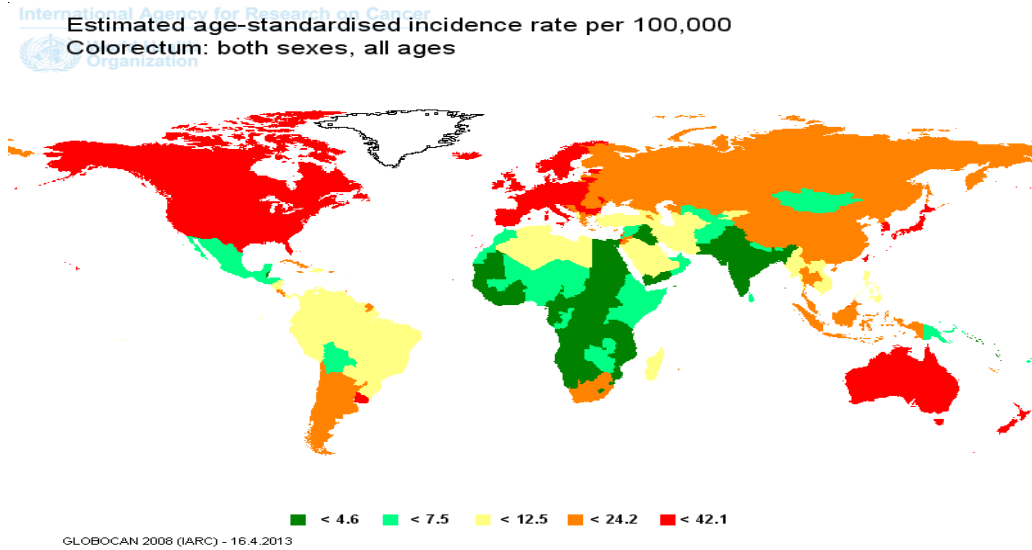 International Agency for Research on Cancer
Estimated age-standardised incidence rate per 100,000
Colorectum: both sexes, all ages
Organization
< 4.6 < 7.5 < 12.5 < 24.2 < 42.1
GLOBOCAN 2008 (IARC) - 16.4.2013